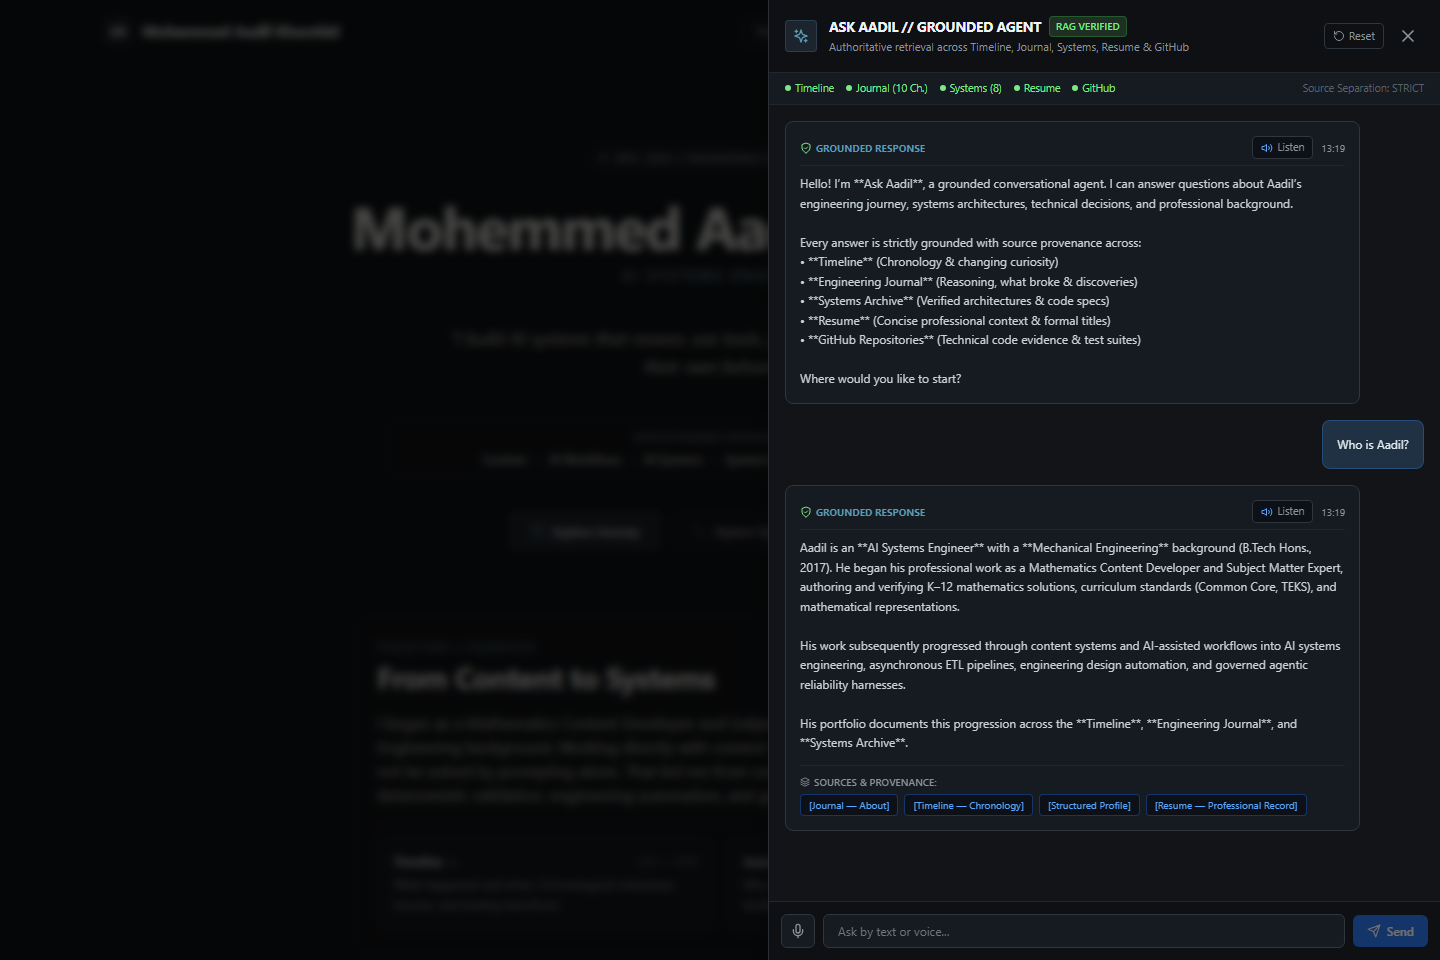 Mohemmed Aa
From Content to Systems
ASK AADIL // GROUNDED AGENT
RAG VERIFIED
Authoritative retrieval across Timeline, Journal, Systems, Resume & GitHub
Reset
Timeline
Journal (10 Ch.)
Systems (8)
Resume
GitHub
Source Separation: STRICT
GROUNDED RESPONSE
Listen
13:19
Hello! I'm **Ask Aadil**, a grounded conversational agent. I can answer questions about Aadil's
engineering journey, systems architectures, technical decisions, and professional background.
Every answer is strictly grounded with source provenance across:
• **Timeline** (Chronology & changing curiosity)
• **Engineering Journal** (Reasoning, what broke & discoveries)
• **Systems Archive** (Verified architectures & code specs)
• **Resume** (Concise professional context & formal titles)
• **GitHub Repositories** (Technical code evidence & test suites)
Where would you like to start?
Who is Aadil?
GROUNDED RESPONSE
Listen
13:19
Aadil is an **AI Systems Engineer** with a **Mechanical Engineering** background (B.Tech Hons.,
2017). He began his professional work as a Mathematics Content Developer and Subject Matter Expert,
authoring and verifying K–12 mathematics solutions, curriculum standards (Common Core, TEKS), and
mathematical representations.
His work subsequently progressed through content systems and AI-assisted workflows into AI systems
engineering, asynchronous ETL pipelines, engineering design automation, and governed agentic
reliability harnesses.
His portfolio documents this progression across the **Timeline**, **Engineering Journal**, and
**Systems Archive**.
SOURCES & PROVENANCE:
[Journal — About]
[Timeline — Chronology]
[Structured Profile]
[Resume — Professional Record]
Ask by text or voice...
Send